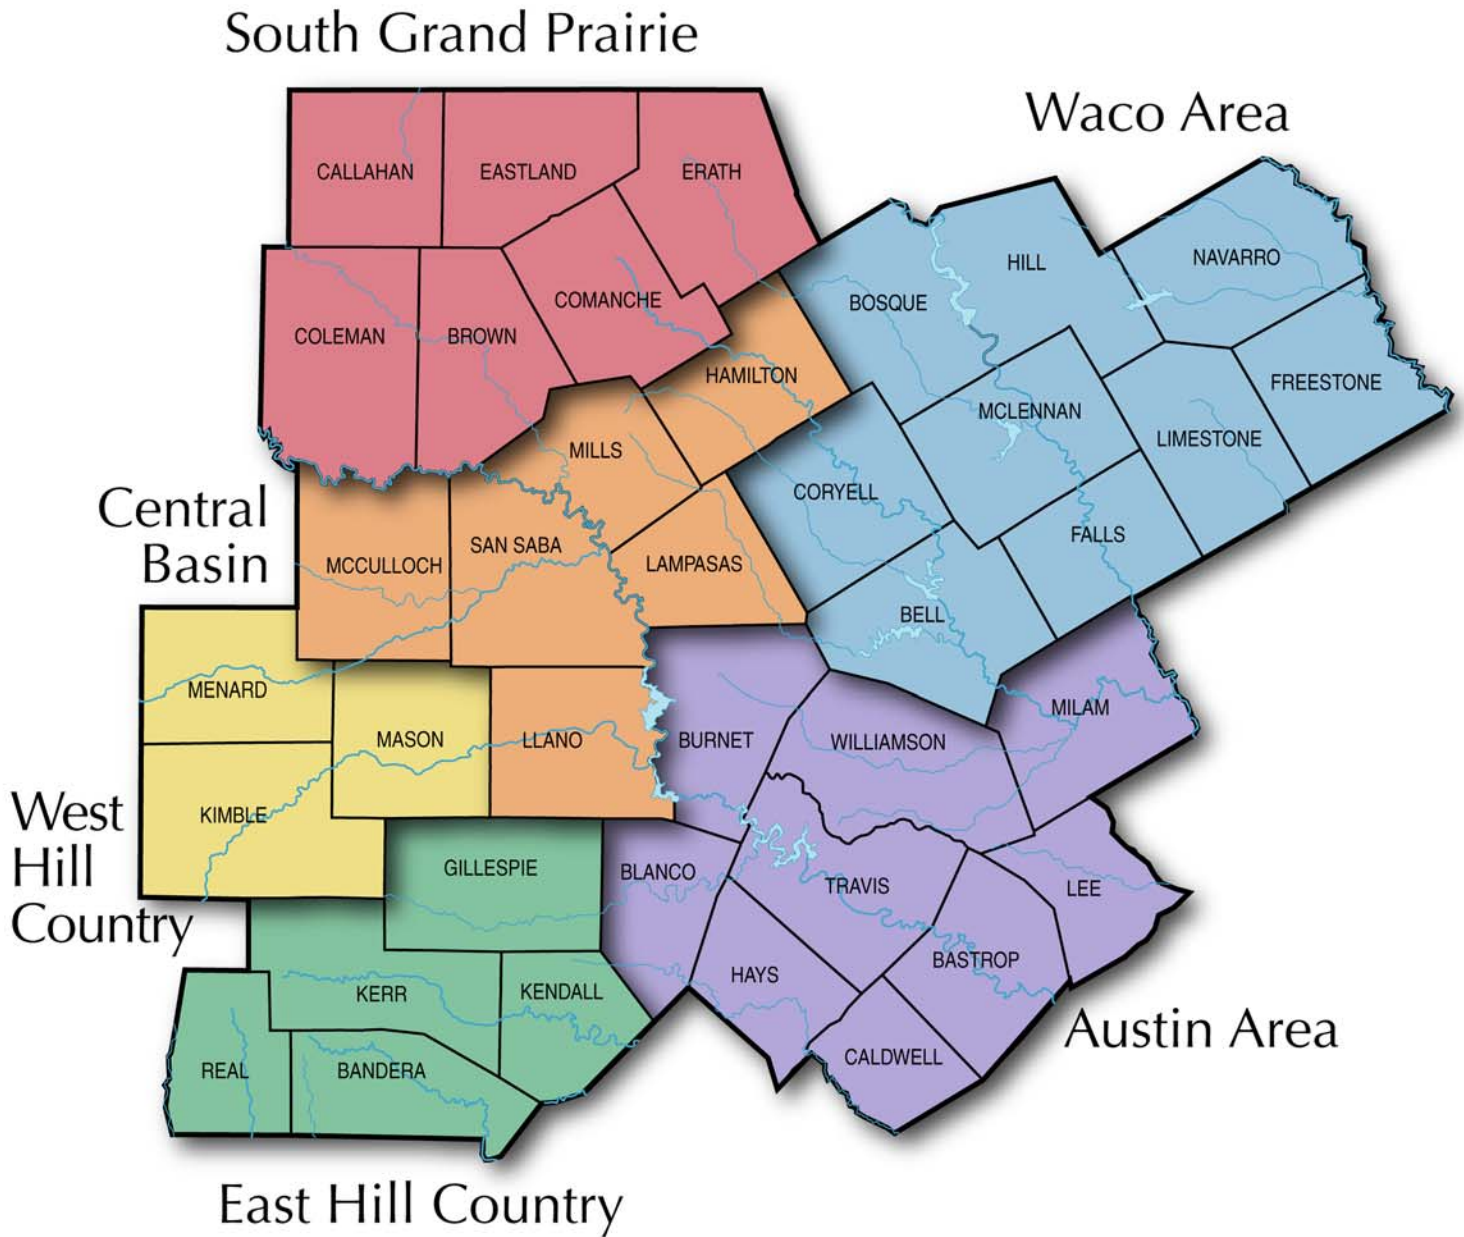 South Grand Prairie
Waco Area
CALLAHAN
EASTLAND
ERATH
COLEMAN
BROWN
COMANCHE
BOSQUE
HILL
NAVARRO
HAMILTON
MCLENNAN
LIMESTONE
FREESTONE
MILLS
CORYELL
FALLS
Central
Basin
MCCULLOCH
SAN SABA
LAMPASAS
BELL
MENARD
MASON
LLANO
BURNET
WILLIAMSON
MILAM
West
Hill
Country
KIMBLE
GILLESPIE
BLANCO
TRAVIS
LEE
KERR
KENDALL
HAYS
BASTROP
REAL
BANDERA
CALDWELL
Austin Area
East Hill Country